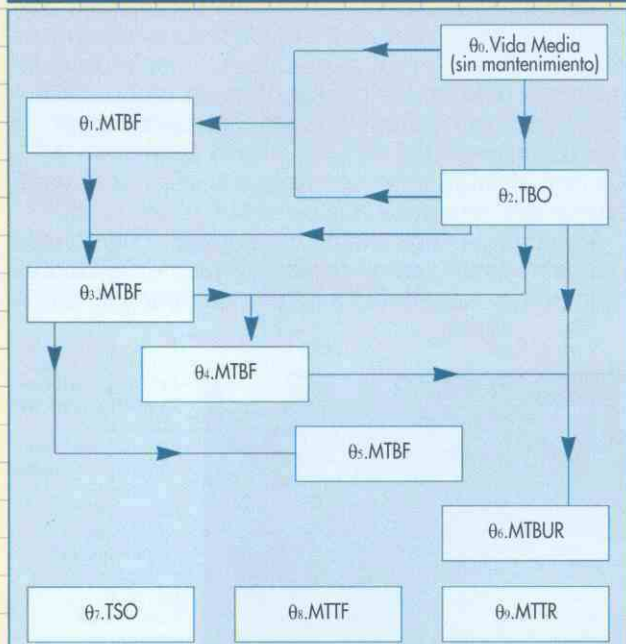 θ₀.Vida Media
(sin mantenimiento)
θ₁.MTBF
θ₂.TBO
θ₃.MTBF
θ₄.MTBF
θ₅.MTBF
θ₆.MTBUR
θ₇.TSO
θ₈.MTTF
θ₉.MTTR